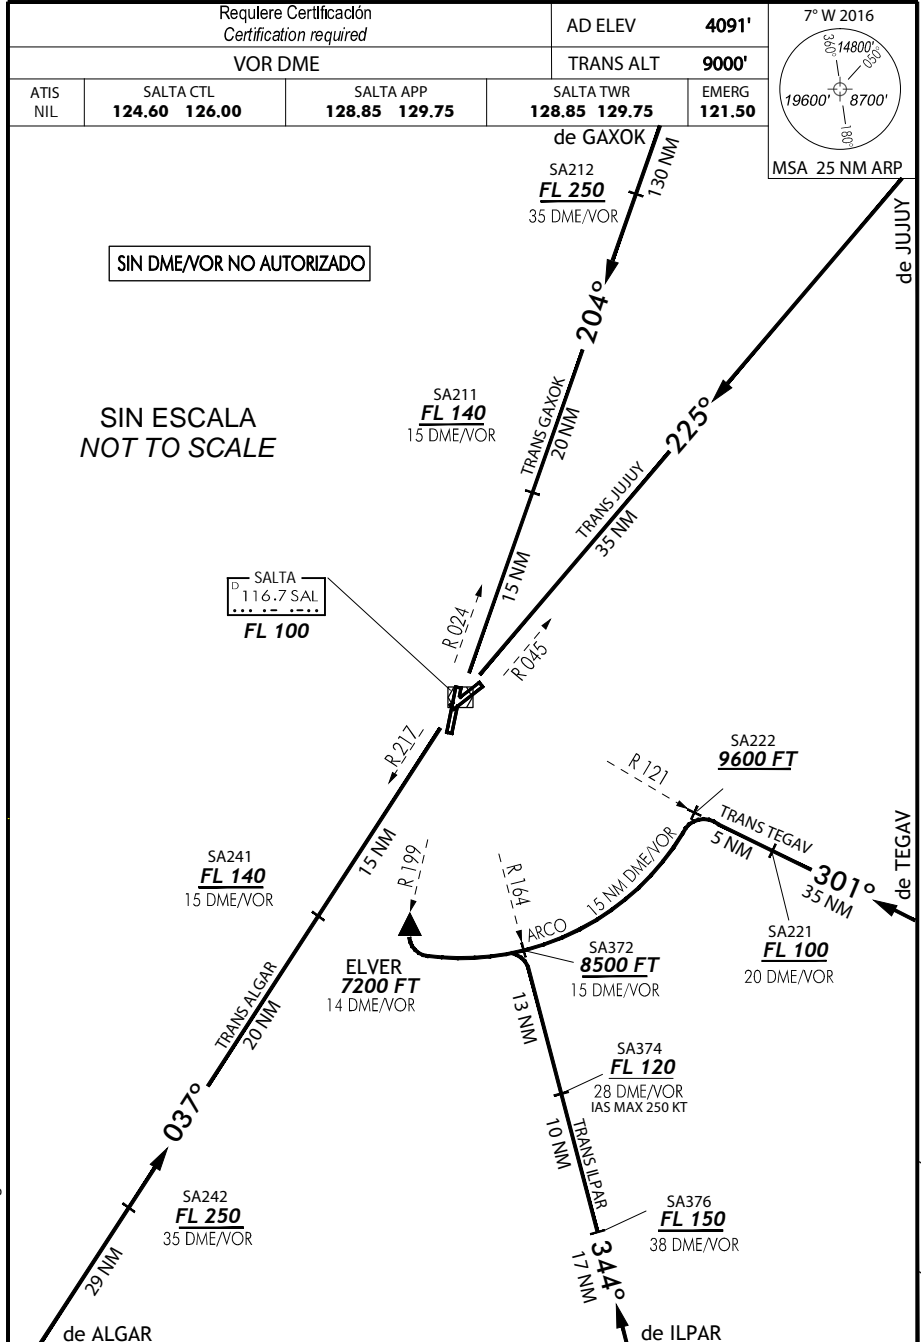 Requiere Certificación
Certification required
AD ELEV 4091'
VOR DME
TRANS ALT 9000'
ATIS
NIL
SALTA CTL
124.60 126.00
SALTA APP
128.85 129.75
SALTA TWR
128.85 129.75
EMERG
121.50
7° W 2016
360°
14800'
050°
19600'
8700'
180°
MSA 25 NM ARP
de GAXOK
130 NM
SA212
FL 250
35 DME/VOR
de JUJUY
SIN DME/VOR NO AUTORIZADO
204°
SIN ESCALA
NOT TO SCALE
SA211
FL 140
15 DME/VOR
TRANS GAXOK
20 NM
225°
TRANS JUJUY
35 NM
15 NM
SALTA
D 116.7 SAL
FL 100
R 024
R 045
R 217
SA222
9600 FT
R 121
TRANS TEGAV
5 NM
15 NM
SA241
FL 140
15 DME/VOR
R 199
R 164
15 NM DME/VOR
ARCO
301°
35 NM
de TEGAV
SA221
FL 100
20 DME/VOR
ELVER
7200 FT
14 DME/VOR
SA372
8500 FT
15 DME/VOR
TRANS ALGAR
20 NM
13 NM
SA374
FL 120
28 DME/VOR
IAS MAX 250 KT
037°
10 NM
TRANS ILPAR
SA242
FL 250
35 DME/VOR
SA376
FL 150
38 DME/VOR
29 NM
344°
17 NM
de ALGAR
de ILPAR